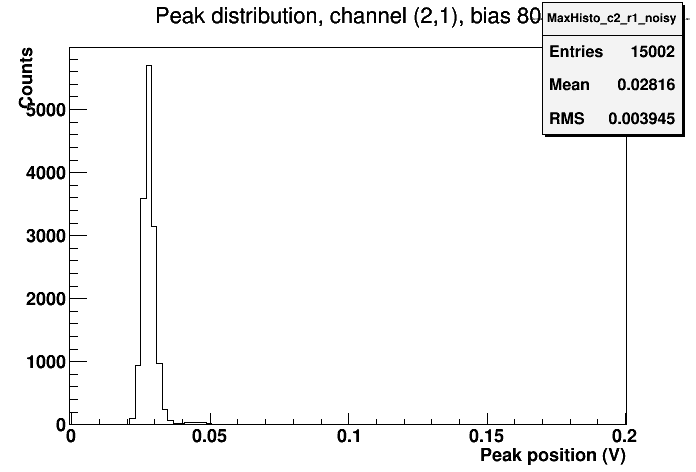 Peak distribution, channel (2,1), bias 80
MaxHisto_c2_r1_noisy
Entries 15002
Mean 0.02816
RMS 0.003945
Counts
5000
4000
3000
2000
1000
0
0 0.05 0.1 0.15 0.2
Peak position (V)